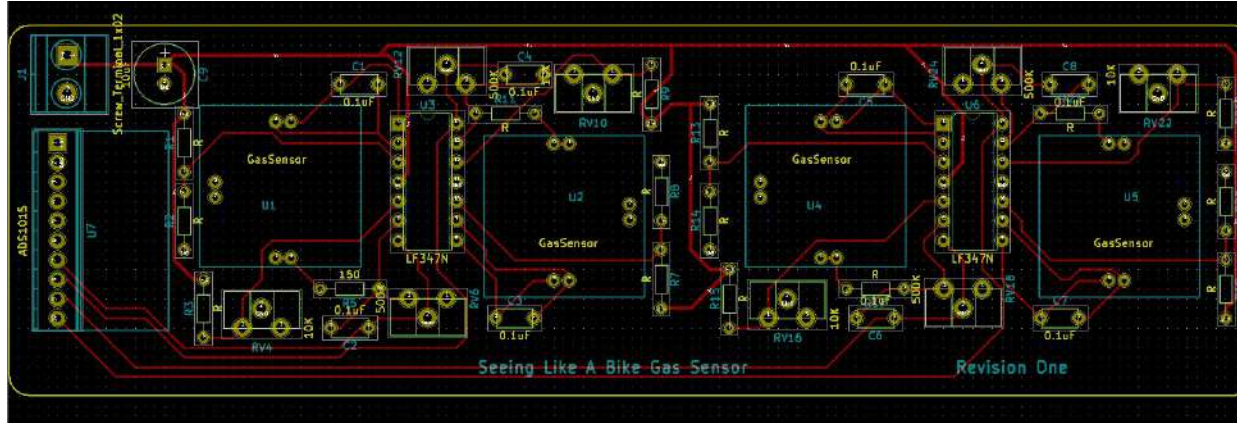 J1
Screw_Terminal_1x02
10uF
C9
C1
0.1uF
RV12
500K
U3
C4
0.1uF
R11
R
RV10
10K
R
R9
0.1uF
C5
RV24
500K
U6
C8
0.1uF
10K
R
RV22
R1
R
GasSensor
U1
R2
R
R13
R
GasSensor
U4
R14
R
U2
GasSensor
R8
R
R7
R
U5
GasSensor
ADS1015
U7
LF347N
LF347N
R3
R
RV4
10K
150
R5
0.1uF
C2
500K
RV6
C3
0.1uF
R15
R
RV16
10K
R
0.1uF
C6
500K
RV18
C7
0.1uF
R
R
R
Seeing Like A Bike Gas Sensor
Revision One